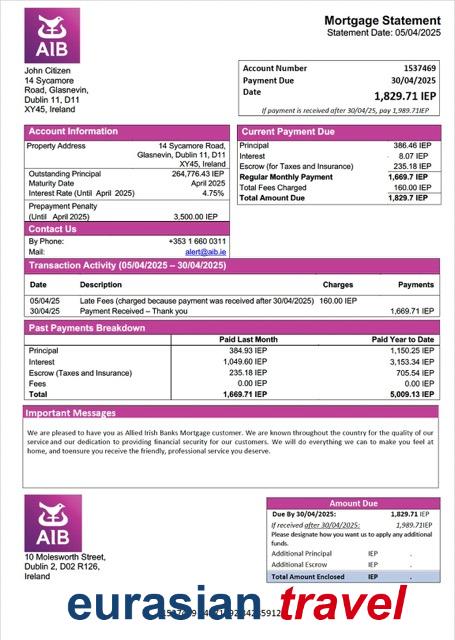 AIB
Mortgage Statement
Statement Date: 05/04/2025
John Citizen
14 Sycamore
Road, Glasnevin,
Dublin 11, D11
XY45, Ireland
Account Number 1537469
Payment Due 30/04/2025
Date 1,829.71 IEP
If payment is received after 30/04/25, pay 1,989.71IEP
Account Information
Property Address 14 Sycamore Road,
Glasnevin, Dublin 11, D11
XY45, Ireland
Outstanding Principal 264,776.43 IEP
Maturity Date April 2025
Interest Rate (Until April 2025) 4.75%
Prepayment Penalty
(Until April 2025) 3,500.00 IEP
Current Payment Due
Principal 386.46 IEP
Interest 8.07 IEP
Escrow (for Taxes and Insurance) 235.18 IEP
Regular Monthly Payment 1,669.7 IEP
Total Fees Charged 160.00 IEP
Total Amount Due 1,829.7 IEP
Contact Us
By Phone: +353 1 660 0311
Mail: alert@aib.ie
Transaction Activity (05/04/2025 – 30/04/2025)
Date Description Charges Payments
05/04/25 Late Fees (charged because payment was received after 30/04/2025) 160.00 IEP
30/04/25 Payment Received – Thank you 1,669.71 IEP
Past Payments Breakdown
Paid Last Month Paid Year to Date
Principal 384.93 IEP 1,150.25 IEP
Interest 1,049.60 IEP 3,153.34 IEP
Escrow (Taxes and Insurance) 235.18 IEP 705.54 IEP
Fees 0.00 IEP 0.00 IEP
Total 1,669.71 IEP 5,009.13 IEP
Important Messages
We are pleased to have you as Allied Irish Banks Mortgage customer. We are known throughout the country for the quality of our
service and our dedication to providing financial security for our customers. We will do everything we can to make you feel at
home, and toensure you receive the friendly, professional service you deserve.
AIB
10 Molesworth Street,
Dublin 2, D02 R126,
Ireland
Amount Due
Due By 30/04/2025: 1,829.71 IEP
If received after 30/04/2025: 1,989.71IEP
Please designate how you want us to apply any additional
funds.
Additional Principal IEP .
Additional Escrow IEP .
Total Amount Enclosed IEP .
eurasian travel